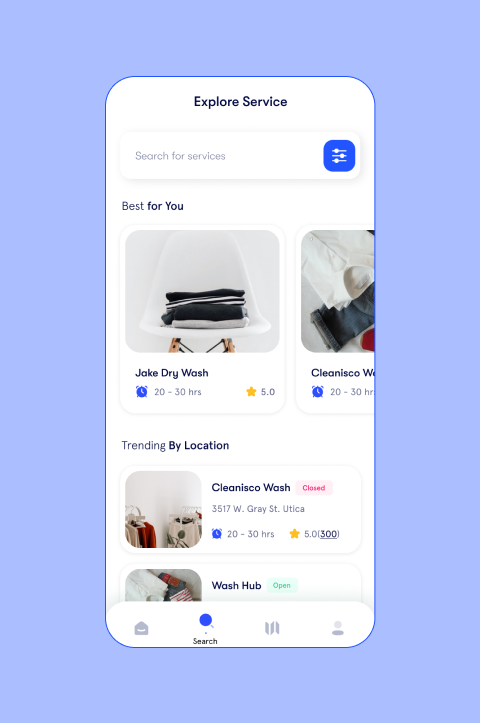 Explore Service
Search for services
Best for You
Jake Dry Wash
20 - 30 hrs
5.0
Cleanisco
20 - 30 hr
Trending By Location
Cleanisco Wash
Closed
3517 W. Gray St. Utica
20 - 30 hrs
5.0(300)
Wash Hub
Open
Search